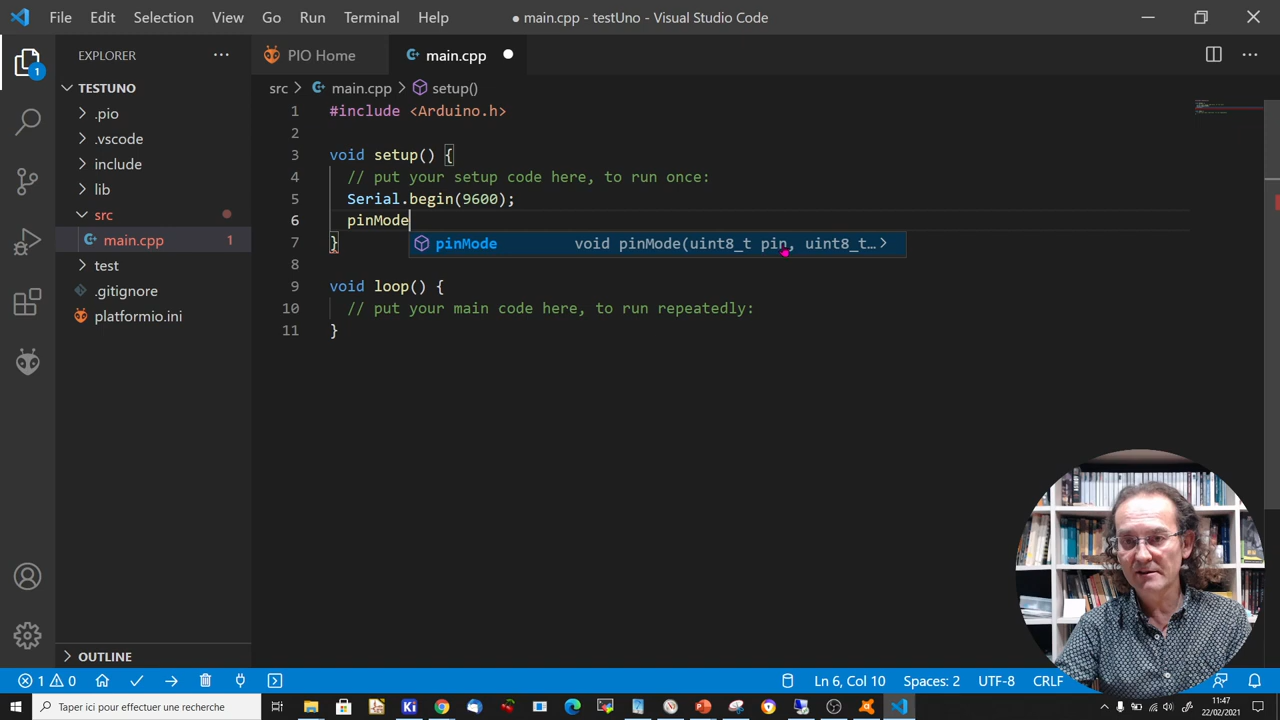 File Edit Selection View Go Run Terminal Help
● main.cpp - testUno - Visual Studio Code
EXPLORER ...
PIO Home
main.cpp
1
TESTUNO
.pio
.vscode
include
lib
src
main.cpp 1
test
.gitignore
platformio.ini
OUTLINE
src > main.cpp > setup()
1 #include <Arduino.h>
2
3 void setup() {
4 // put your setup code here, to run once:
5 Serial.begin(9600);
6 pinMode
pinMode void pinMode(uint8_t pin, uint8_t…>
7 }
8
9 void loop() {
10 // put your main code here, to run repeatedly:
11 }
1 0
Ln 6, Col 10 Spaces: 2 UTF-8 CRLF
Taper ici pour effectuer une recherche
11:47
22/02/2021